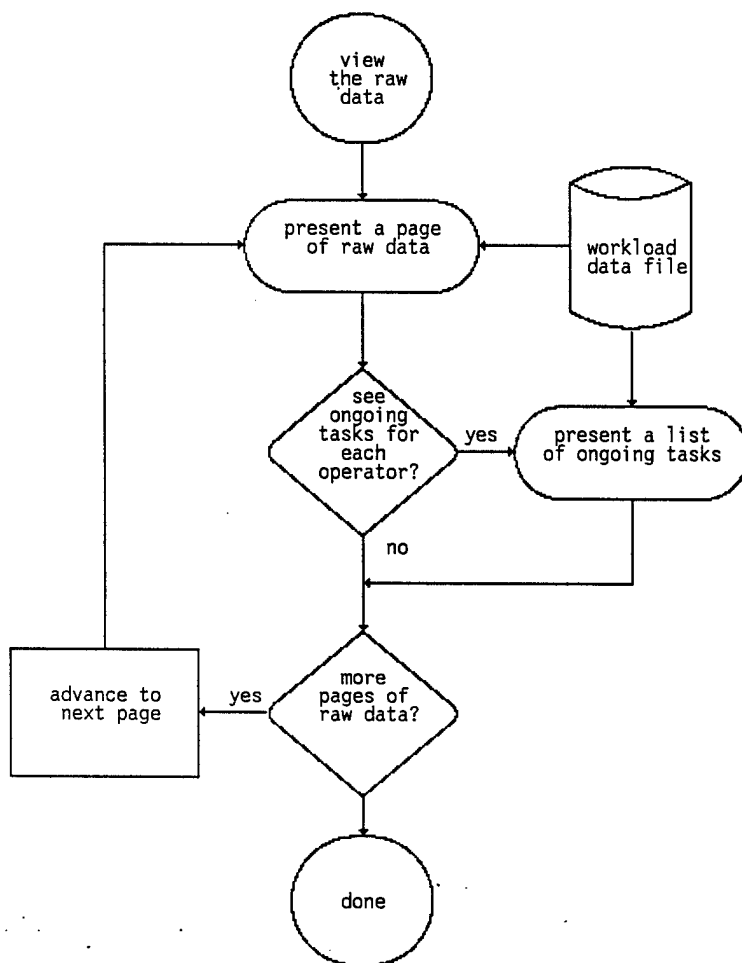 view
the raw
data
present a page
of raw data
workload
data file
see
ongoing
tasks for
each
operator?
yes
present a list
of ongoing tasks
no
more
pages of
raw data?
yes
advance to
next page
done